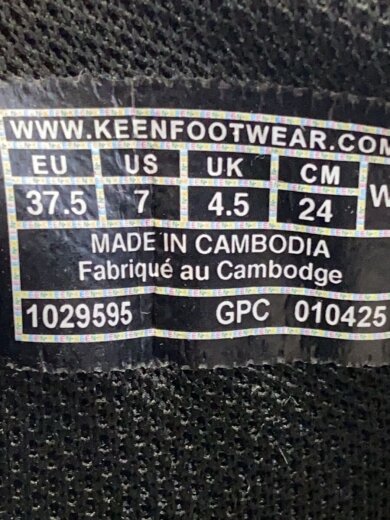 WWW.KEENFOOTWEAR.COM
EU US UK CM W
37.5 7 4.5 24
MADE IN CAMBODIA
Fabriqué au Cambodge
1029595 GPC 010425